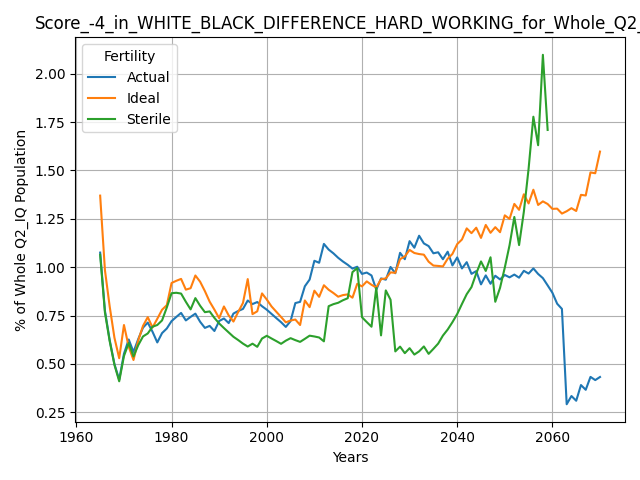 Score_-4_in_WHITE_BLACK_DIFFERENCE_HARD_WORKING_for_Whole_Q2_
Fertility
Actual
Ideal
Sterile
% of Whole Q2_IQ Population
2.00
1.75
1.50
1.25
1.00
0.75
0.50
0.25
1960 1980 2000 2020 2040 2060
Years